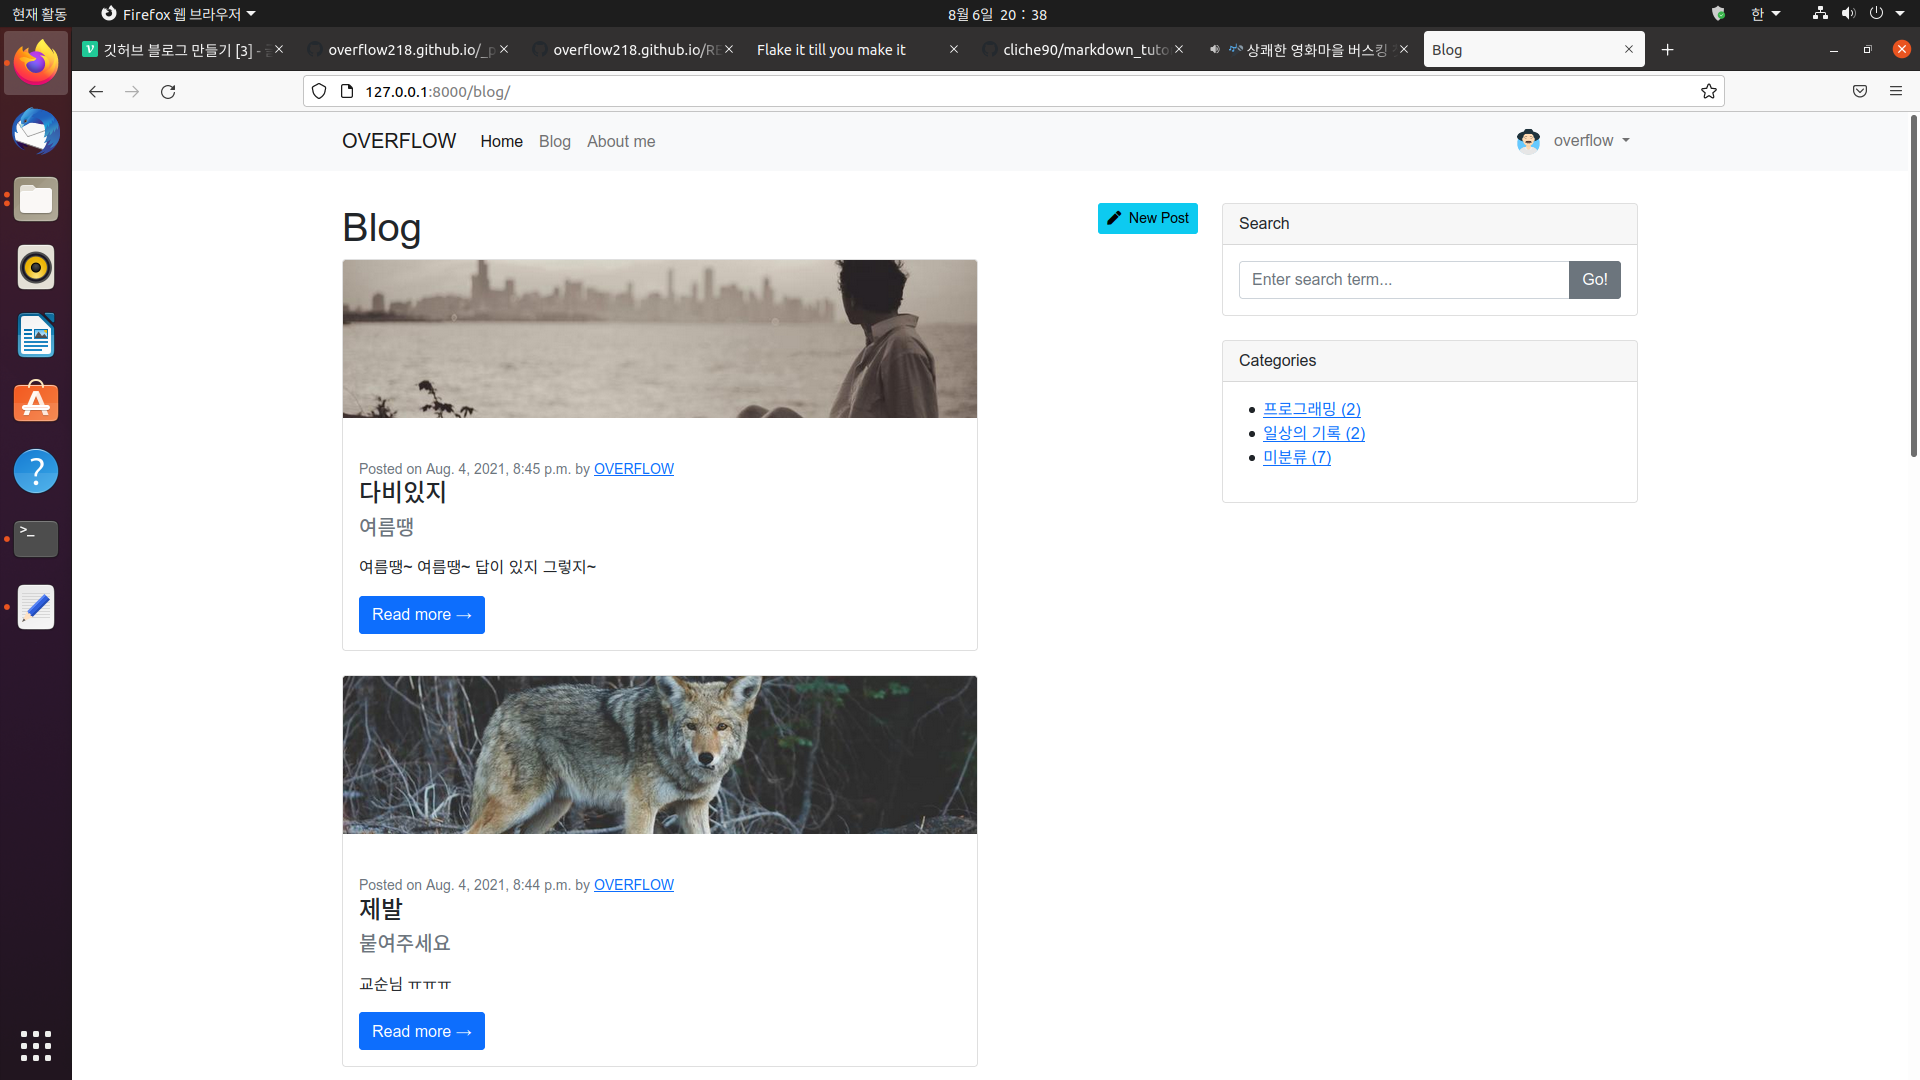 현재 활동
Firefox 웹 브라우저
8월 6일 20 : 38
한
깃허브 블로그 만들기 [3] -
overflow218.github.io/_p
overflow218.github.io/RE
Flake it till you make it
cliche90/markdown_tuto
상쾌한 영화마을 버스킹
Blog
127.0.0.1:8000/blog/
OVERFLOW
Home
Blog
About me
overflow
Blog
New Post
Search
Enter search term...
Go!
Categories
프로그래밍 (2)
일상의 기록 (2)
미분류 (7)
Posted on Aug. 4, 2021, 8:45 p.m. by OVERFLOW
다비있지
여름땡
여름땡~ 여름땡~ 답이 있지 그렇지~
Read more →
Posted on Aug. 4, 2021, 8:44 p.m. by OVERFLOW
제발
붙여주세요
교순님 ㅠㅠㅠ
Read more →